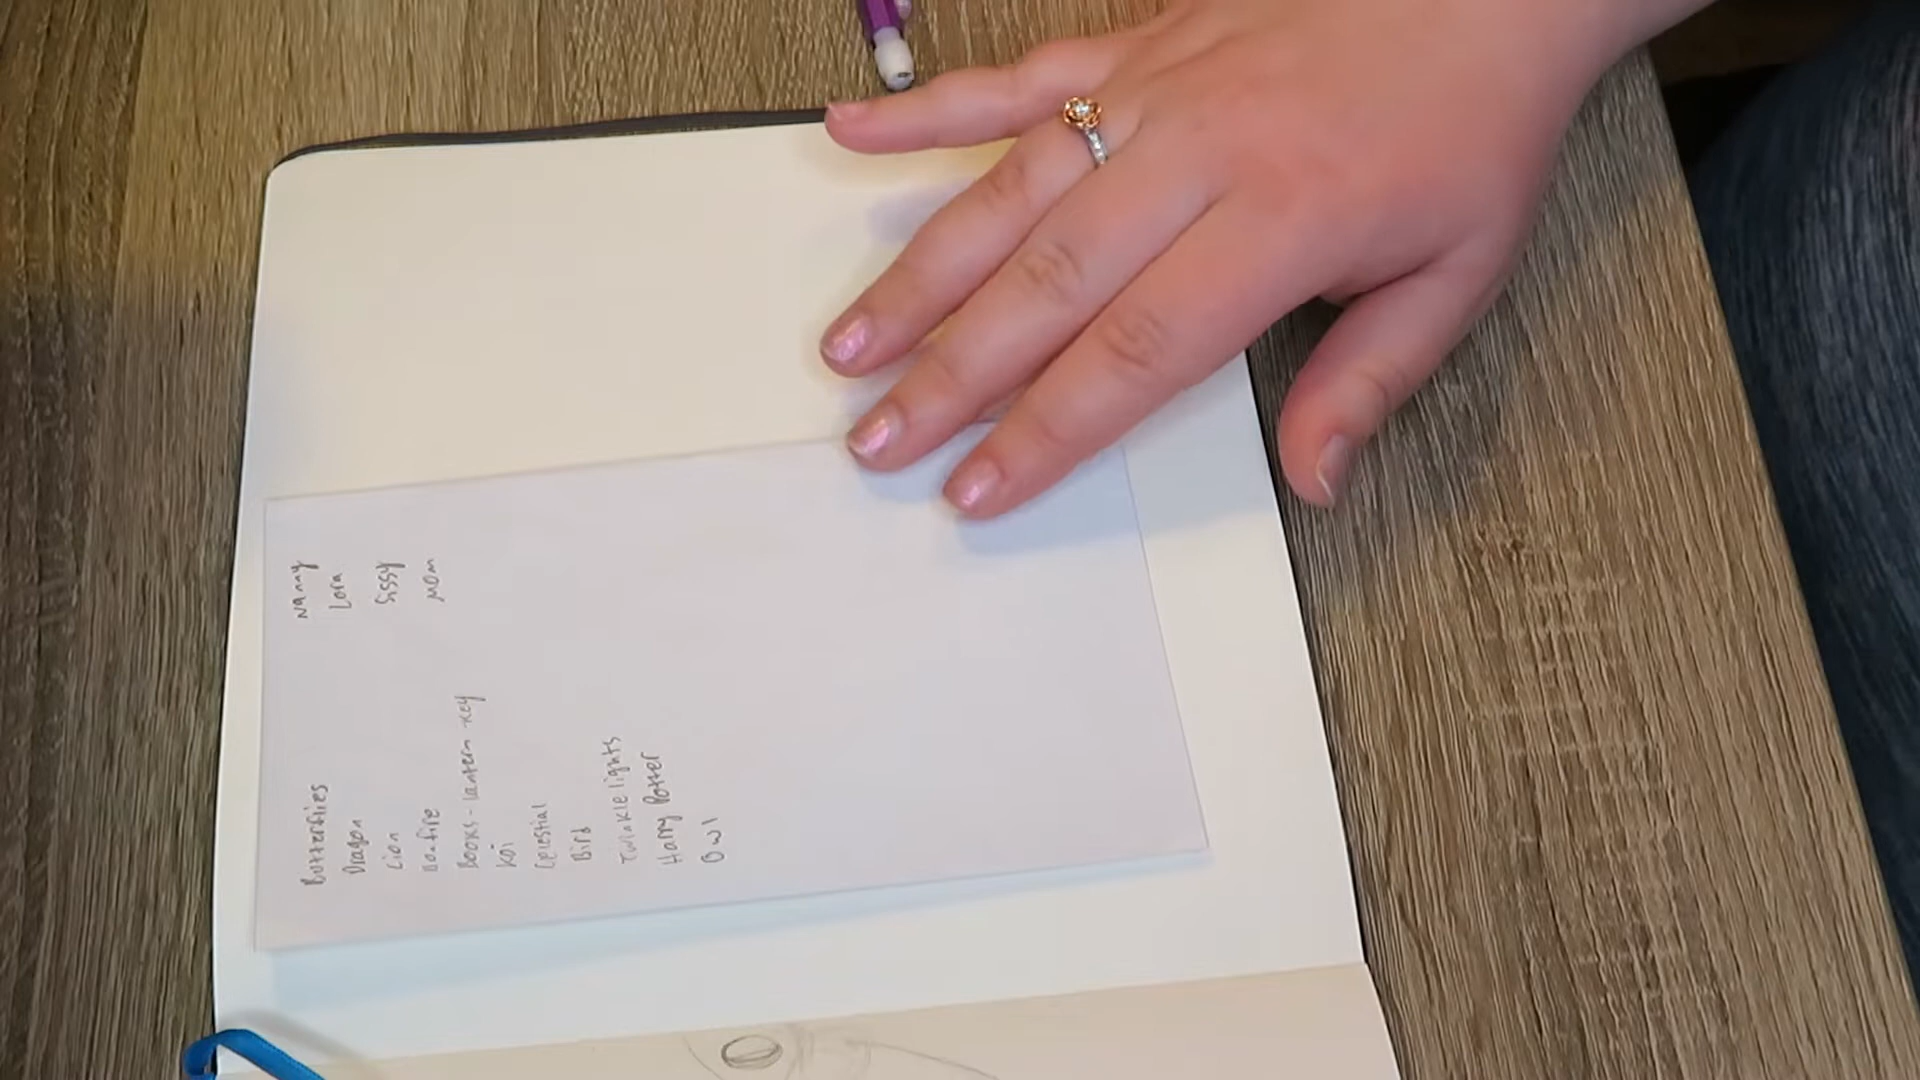 Butterflies
Dragon
Lion
Bonfire
Books - lantern - key
Koi
Celestial
Bird
Twinkle lights
Harry Potter
Owl
Nanny
Lora
Sissy
Mom